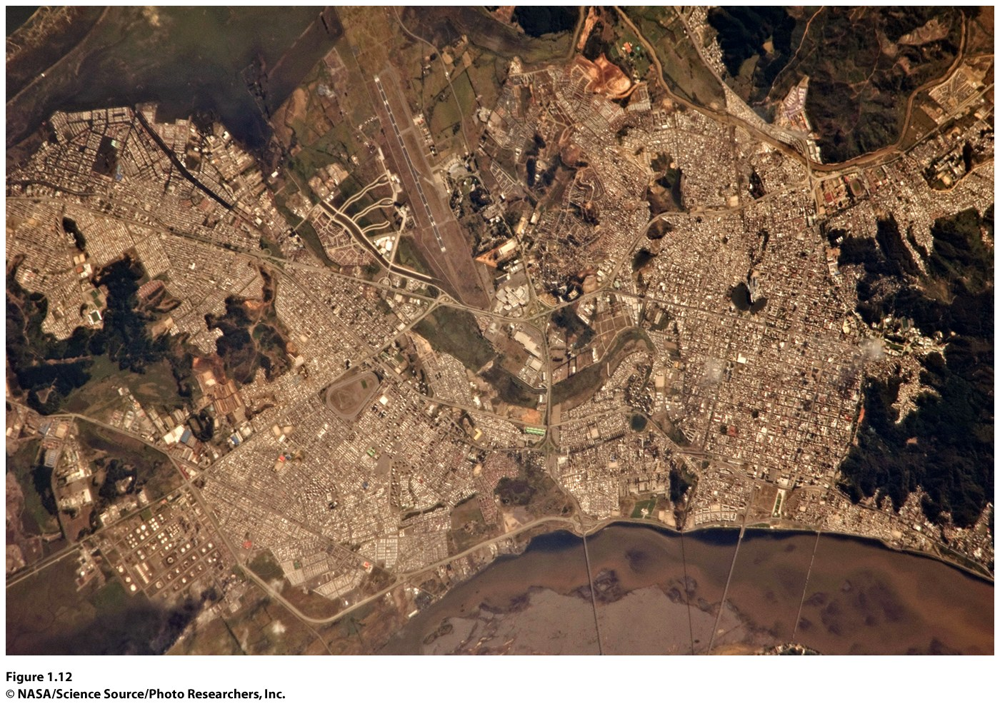 Figure 1.12
© NASA/Science Source/Photo Researchers, Inc.